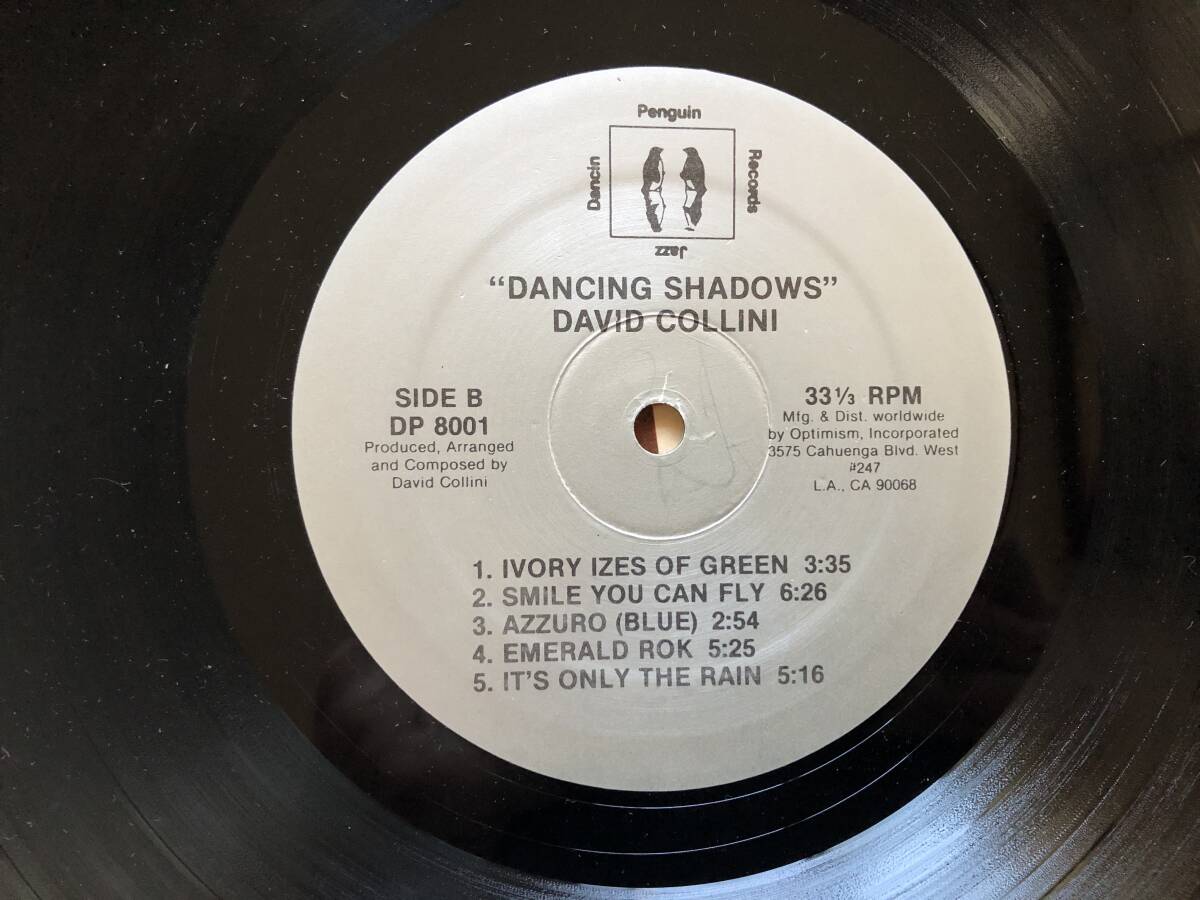 Penguin
Dancin
Records
Jazz
“DANCING SHADOWS”
DAVID COLLINI
SIDE B
DP 8001
Produced, Arranged
and Composed by
David Collini
33 1/3 RPM
Mfg. & Dist. worldwide
by Optimism, Incorporated
3575 Cahuenga Blvd. West
#247
L.A., CA 90068
1. IVORY IZES OF GREEN 3:35
2. SMILE YOU CAN FLY 6:26
3. AZZURO (BLUE) 2:54
4. EMERALD ROK 5:25
5. IT'S ONLY THE RAIN 5:16